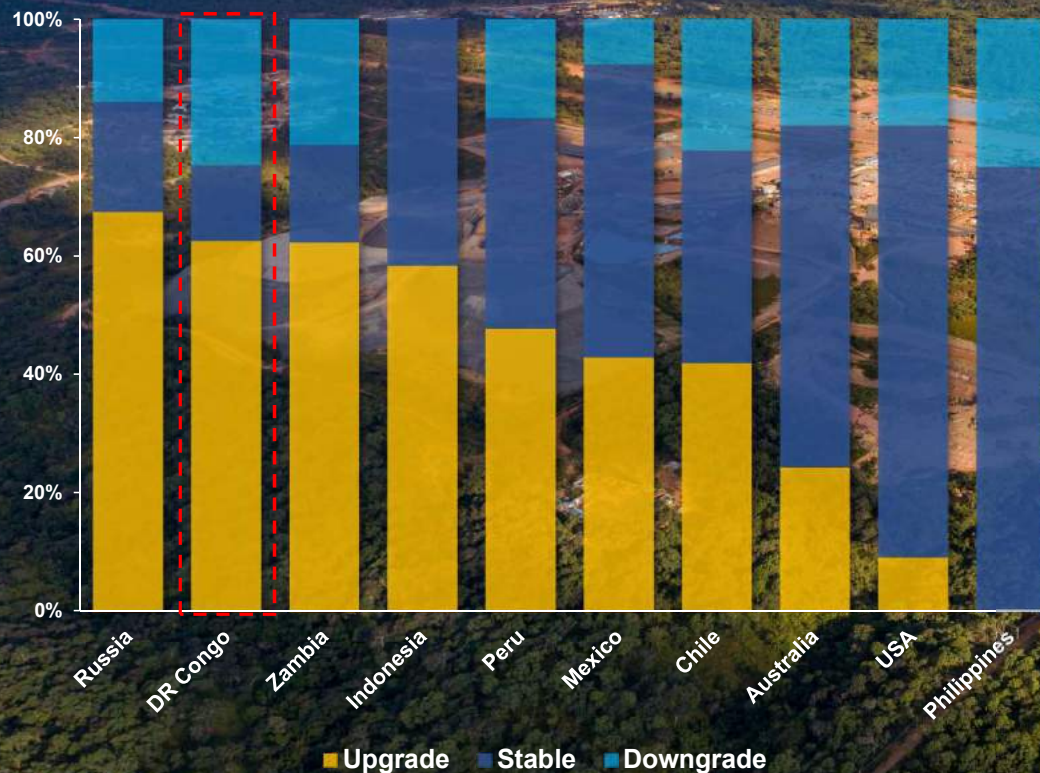 100%
80%
60%
40%
20%
0%
Russia
DR Congo
Zambia
Indonesia
Peru
Mexico
Chile
Australia
USA
Philippines
Upgrade Stable Downgrade